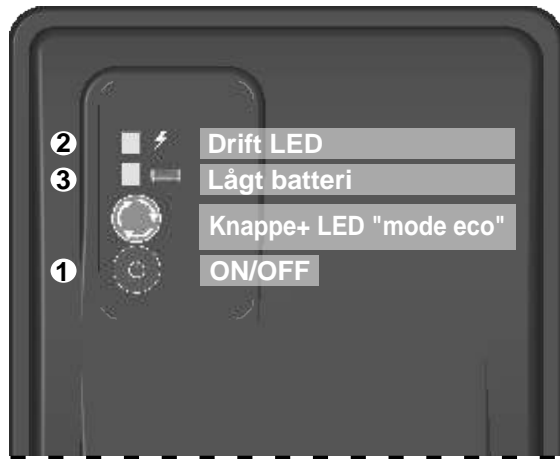 2 Drift LED
3 Lågt batteri
Knappe+ LED "mode eco"
1 ON/OFF